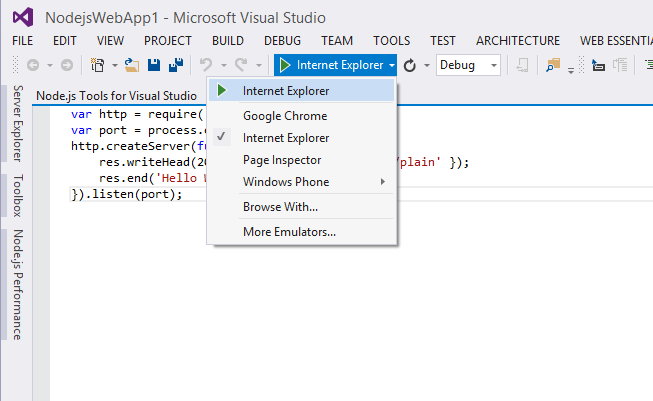 NodejsWebApp1 - Microsoft Visual Studio
FILE EDIT VIEW PROJECT BUILD DEBUG TEAM TOOLS TEST ARCHITECTURE WEB ESSENTIA
Internet Explorer Debug
Internet Explorer
Google Chrome
Internet Explorer
Page Inspector
Windows Phone
Browse With...
More Emulators...
Server Explorer
Toolbox
Node.js Performance
Node.js Tools for Visual Studio
var http = require(
var port = process.
http.createServer(fu
res.writeHead(20 /plain' });
res.end('Hello W
}).listen(port);